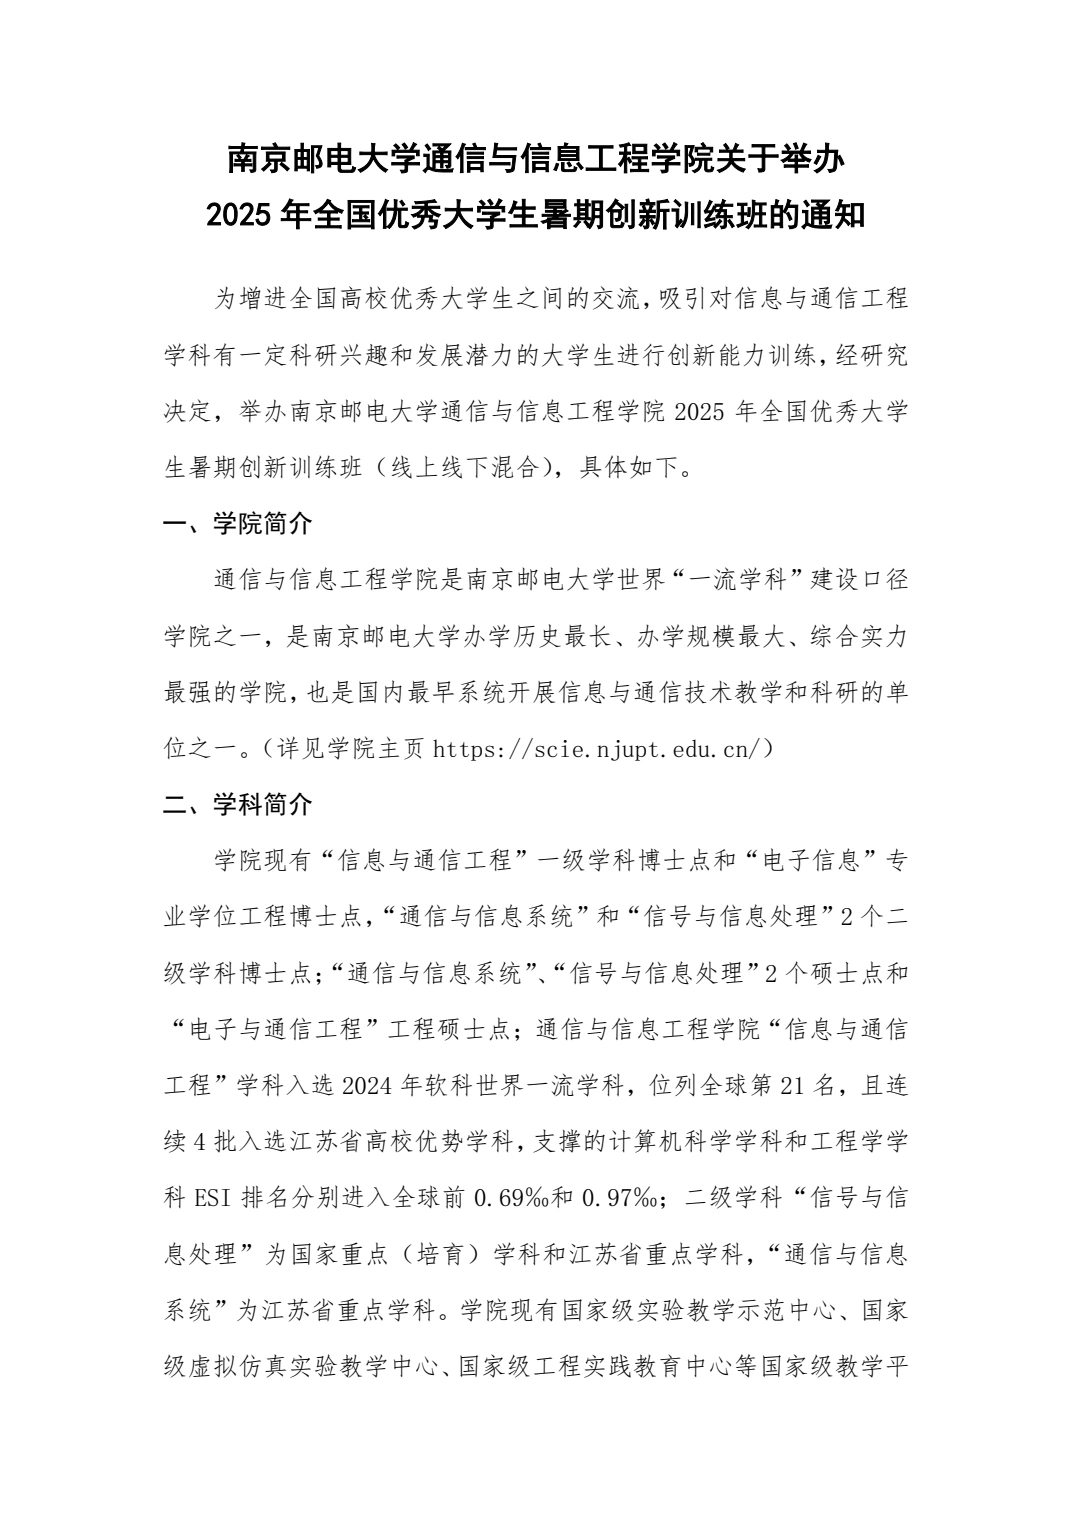 南京邮电大学通信与信息工程学院关于举办
2025 年全国优秀大学生暑期创新训练班的通知
为增进全国高校优秀大学生之间的交流，吸引对信息与通信工程
学科有一定科研兴趣和发展潜力的大学生进行创新能力训练，经研究
决定，举办南京邮电大学通信与信息工程学院 2025 年全国优秀大学
生暑期创新训练班（线上线下混合），具体如下。
一、学院简介
通信与信息工程学院是南京邮电大学世界“一流学科”建设口径
学院之一，是南京邮电大学办学历史最长、办学规模最大、综合实力
最强的学院，也是国内最早系统开展信息与通信技术教学和科研的单
位之一。（详见学院主页 https://scie.njupt.edu.cn/）
二、学科简介
学院现有“信息与通信工程”一级学科博士点和“电子信息”专
业学位工程博士点，“通信与信息系统”和“信号与信息处理”2 个二
级学科博士点；“通信与信息系统”、“信号与信息处理”2 个硕士点和
“电子与通信工程”工程硕士点；通信与信息工程学院“信息与通信
工程”学科入选 2024 年软科世界一流学科，位列全球第 21 名，且连
续 4 批入选江苏省高校优势学科，支撑的计算机科学学科和工程学学
科 ESI 排名分别进入全球前 0.69‰和 0.97‰；二级学科“信号与信
息处理”为国家重点（培育）学科和江苏省重点学科，“通信与信息
系统”为江苏省重点学科。学院现有国家级实验教学示范中心、国家
级虚拟仿真实验教学中心、国家级工程实践教育中心等国家级教学平